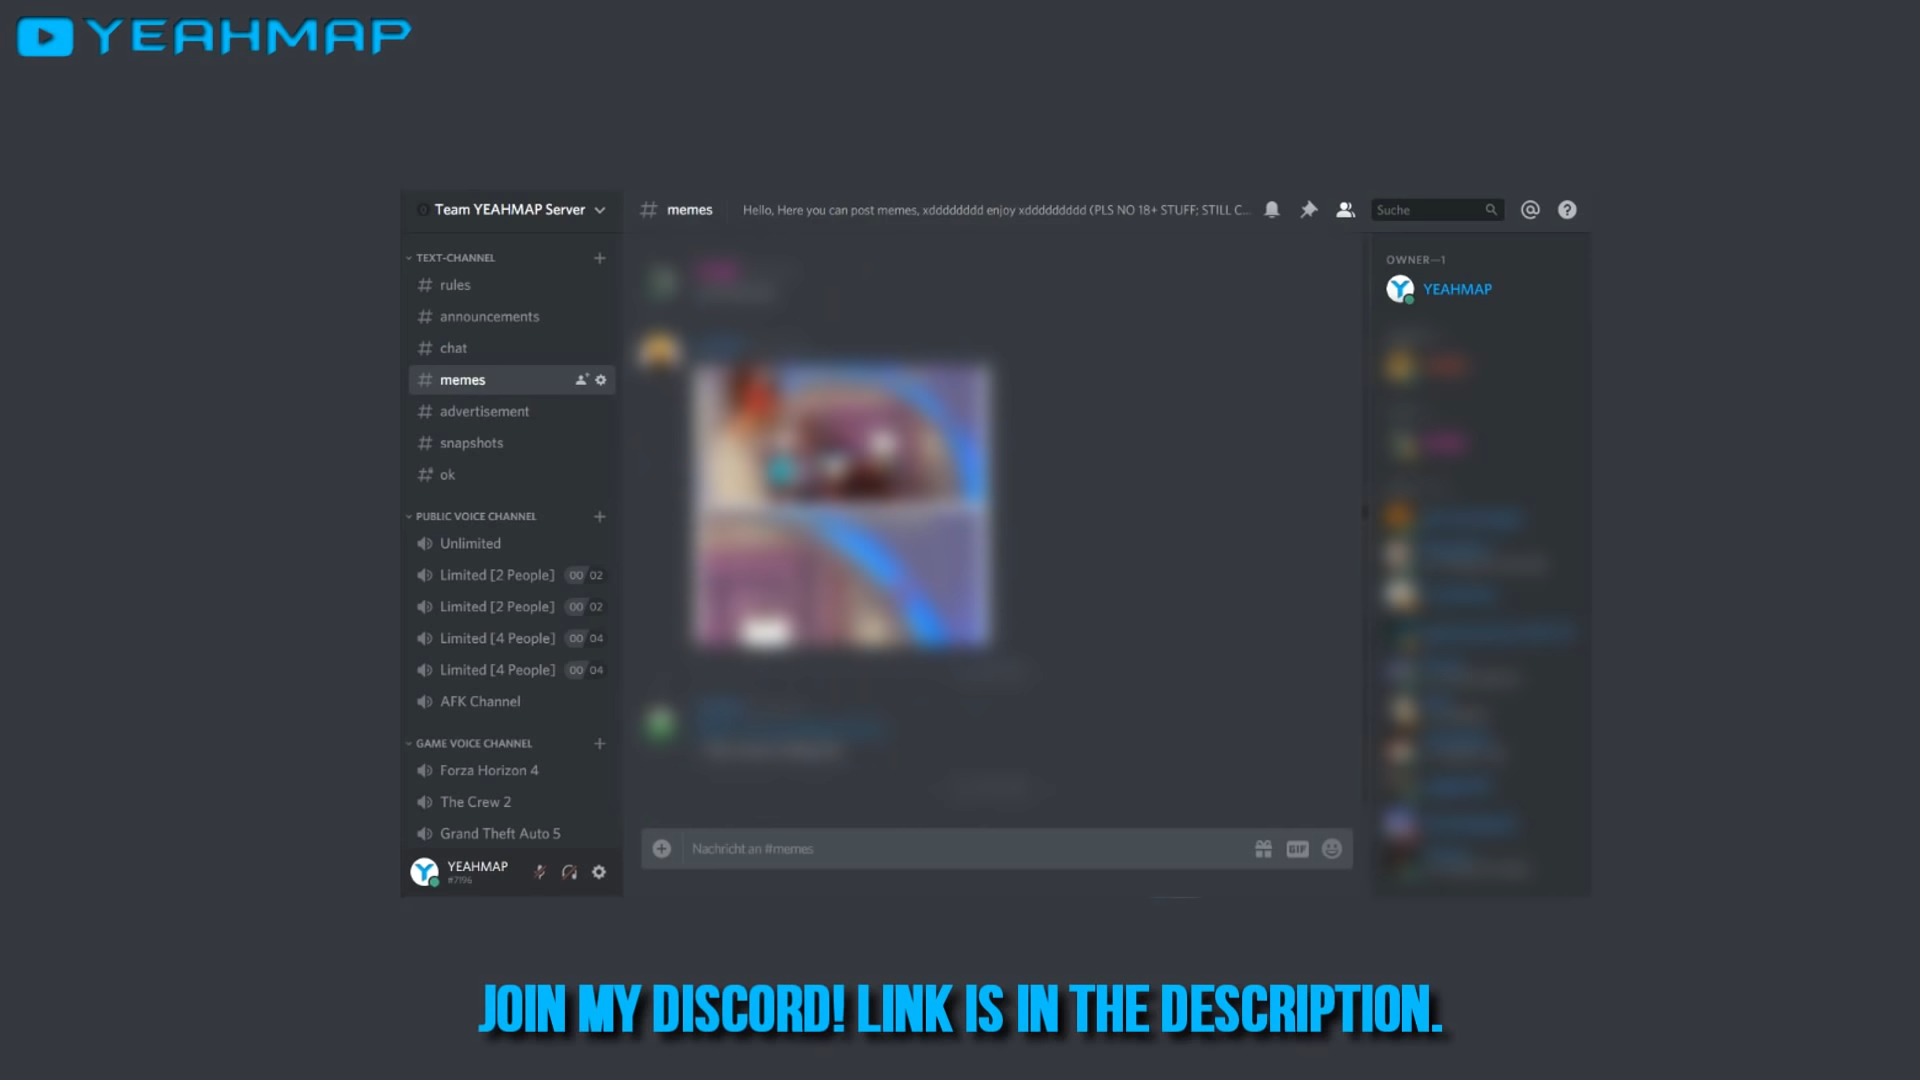 YEAHMAP
Team YEAHMAP Server
memes
Hello, Here you can post memes, xdddddddd enjoy xddddddddd (PLS NO 18+ STUFF; STILL C...
Suche
TEXT-CHANNEL
rules
announcements
chat
memes
advertisement
snapshots
ok
PUBLIC VOICE CHANNEL
Unlimited
Limited [2 People] 00 02
Limited [2 People] 00 02
Limited [4 People] 00 04
Limited [4 People] 00 04
AFK Channel
GAME VOICE CHANNEL
Forza Horizon 4
The Crew 2
Grand Theft Auto 5
YEAHMAP
#7196
Nachricht an #memes
GIF
OWNER—1
YEAHMAP
JOIN MY DISCORD! LINK IS IN THE DESCRIPTION.